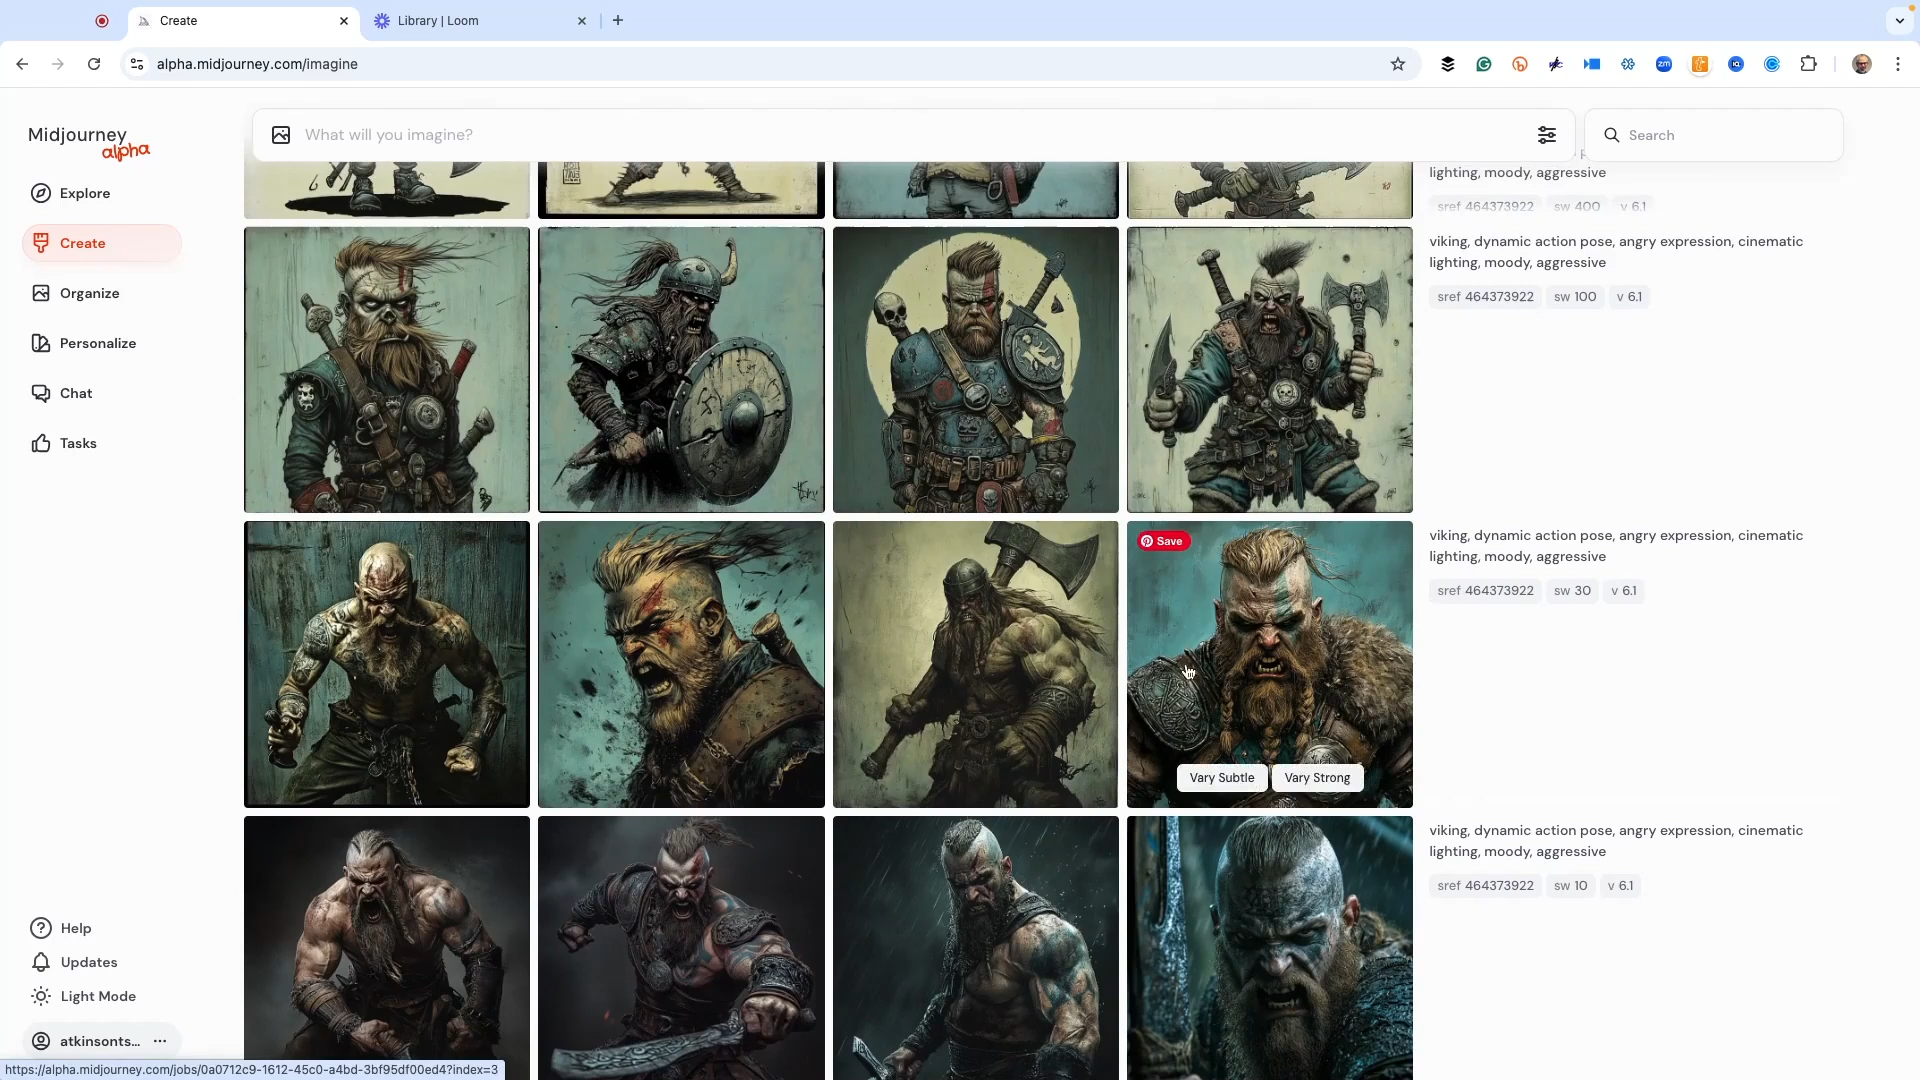 Create
Library | Loom
alpha.midjourney.com/imagine
Midjourney
alpha
What will you imagine?
Search
Explore
Create
Organize
Personalize
Chat
Tasks
lighting, moody, aggressive
sref 464373922 sw 400 v 6.1
viking, dynamic action pose, angry expression, cinematic
lighting, moody, aggressive
sref 464373922 sw 100 v 6.1
Save
Vary Subtle Vary Strong
viking, dynamic action pose, angry expression, cinematic
lighting, moody, aggressive
sref 464373922 sw 30 v 6.1
viking, dynamic action pose, angry expression, cinematic
lighting, moody, aggressive
sref 464373922 sw 10 v 6.1
Help
Updates
Light Mode
atkinsonts...
https://alpha.midjourney.com/jobs/0a0712c9-1612-45c0-a4bd-3bf95df00ed4?index=3